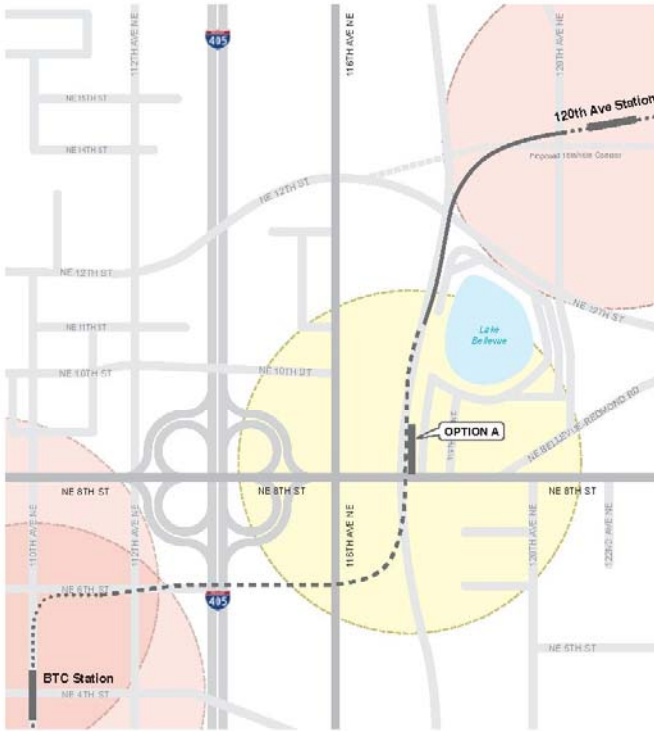 112TH AVE NE
405
116TH AVE NE
120TH AVE NE
NE 15TH ST
120th Ave Station
NE 14TH ST
NE 12TH ST
NE 12TH ST
NE 12TH ST
NE 11TH ST
Lake
Bellevue
NE 10TH ST
NE 10TH ST
OPTION A
NE BELLEVUE-REDMOND RD
NE 8TH ST
NE 8TH ST
NE 8TH ST
110TH AVE NE
112TH AVE NE
116TH AVE NE
120TH AVE NE
122ND AVE NE
NE 6TH ST
405
NE 5TH ST
BTC Station
NE 4TH ST